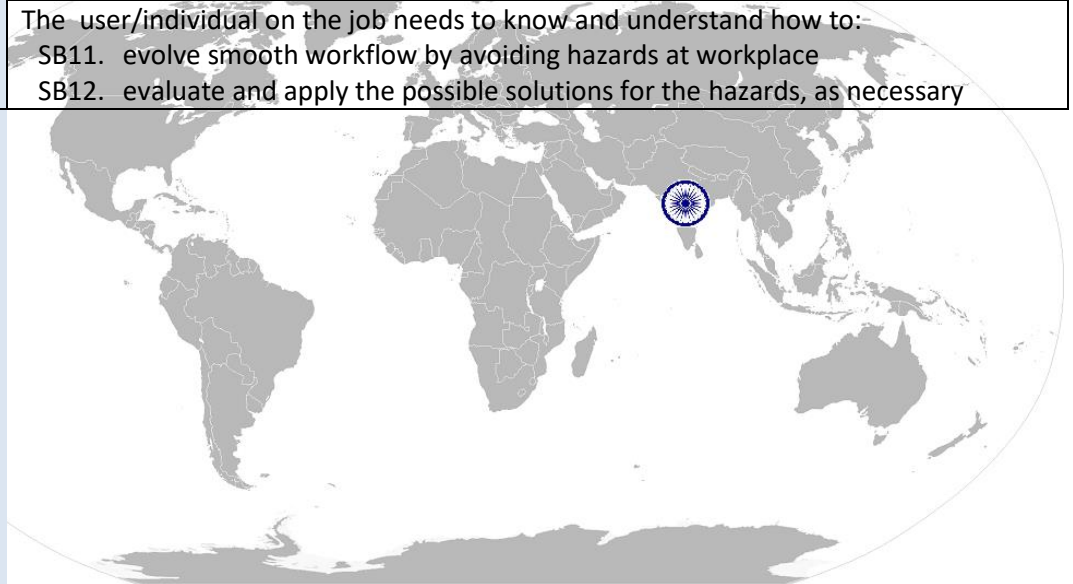 The user/individual on the job needs to know and understand how to:
SB11. evolve smooth workflow by avoiding hazards at workplace
SB12. evaluate and apply the possible solutions for the hazards, as necessary